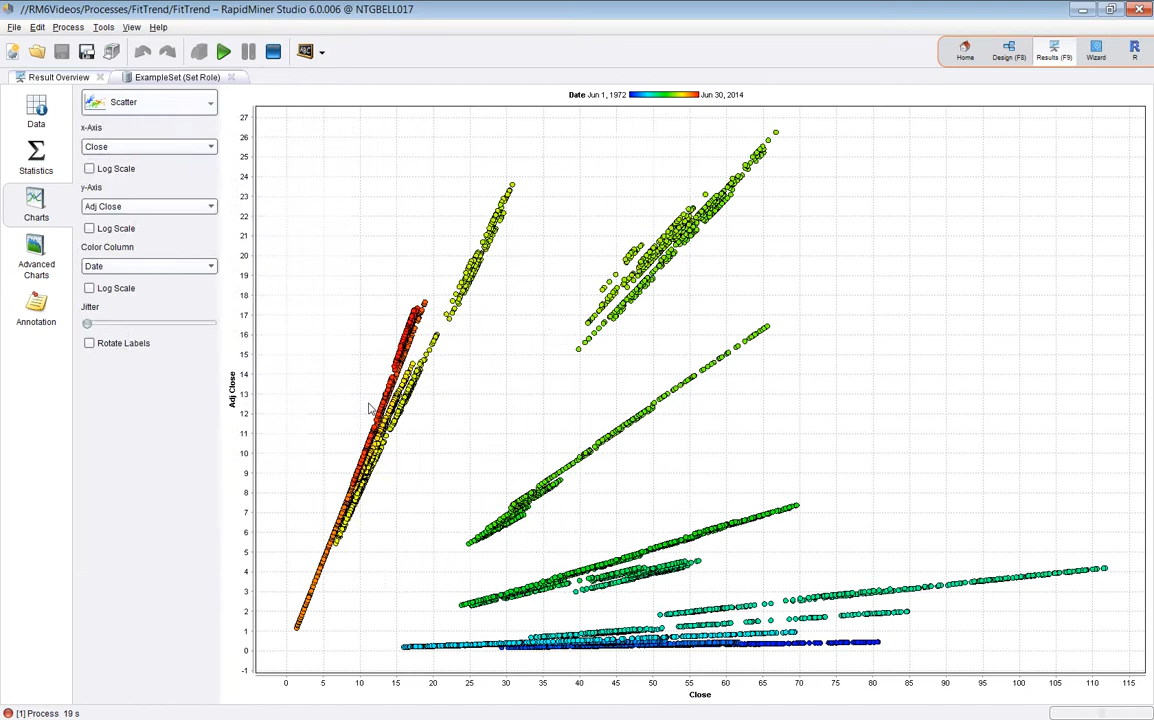 //RM6Videos/Processes/FitTrend/FitTrend – RapidMiner Studio 6.0.006 @ NTGBELL017
File Edit Process Tools View Help
ABC
Home Design (F8) Results (F9) Wizard R
Result Overview ExampleSet (Set Role)
Data
Statistics
Charts
Advanced
Charts
Annotation
Scatter
x-Axis
Close
Log Scale
y-Axis
Adj Close
Log Scale
Color Column
Date
Log Scale
Jitter
Rotate Labels
Date Jun 1, 1972 Jun 30, 2014
27
26
25
24
23
22
21
20
19
18
17
16
15
14
13
12
11
10
9
8
7
6
5
4
3
2
1
0
-1
Adj Close
0 5 10 15 20 25 30 35 40 45 50 55 60 65 70 75 80 85 90 95 100 105 110 115
Close
[1] Process 19 s